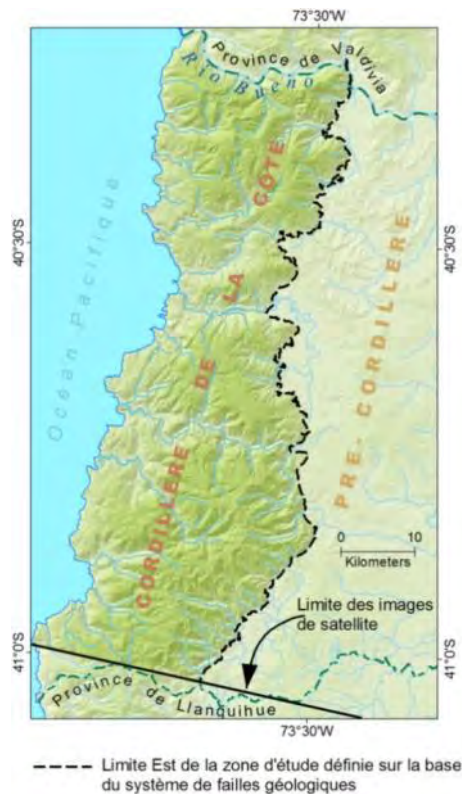 73°30'W
Province de Valdivia
Río Bueno
CORDILLERE DE LA COTE
Océan Pacifique
40°30'S
40°30'S
PRE-CORDILLERE
0 10
Kilometers
Limite des images
de satellite
41°0'S
41°0'S
Province de Llanquihue
73°30'W
Limite Est de la zone d'étude définie sur la base
du système de failles géologiques